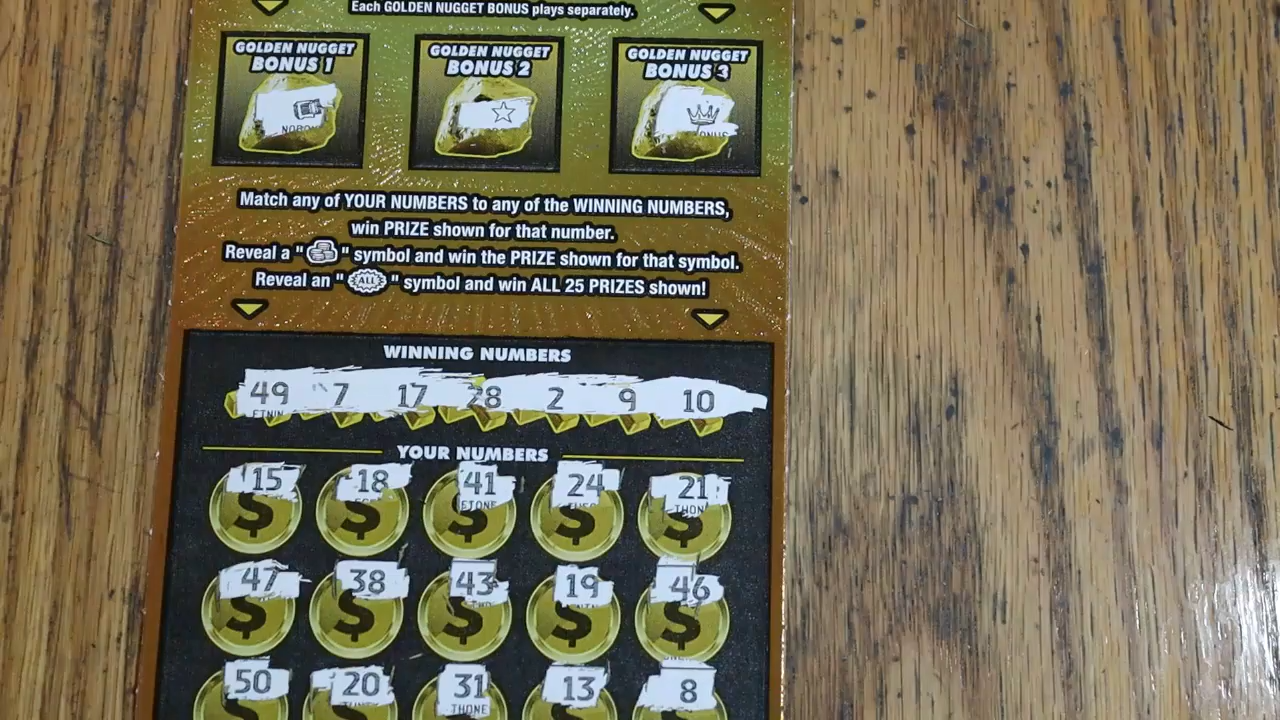 Each GOLDEN NUGGET BONUS plays separately.
GOLDEN NUGGET GOLDEN NUGGET GOLDEN NUGGET
BONUS 1 BONUS 2 BONUS 3
Match any of YOUR NUMBERS to any of the WINNING NUMBERS,
win PRIZE shown for that number.
Reveal a " " symbol and win the PRIZE shown for that symbol.
Reveal an " ALL " symbol and win ALL 25 PRIZES shown!
WINNING NUMBERS
49 7 17 28 2 9 10
YOUR NUMBERS
15 18 41 24 21
ETONE THON
$ $ $ $ $
47 38 43 19 46
$ $ $ $ $
50 20 31 13 8
THONE